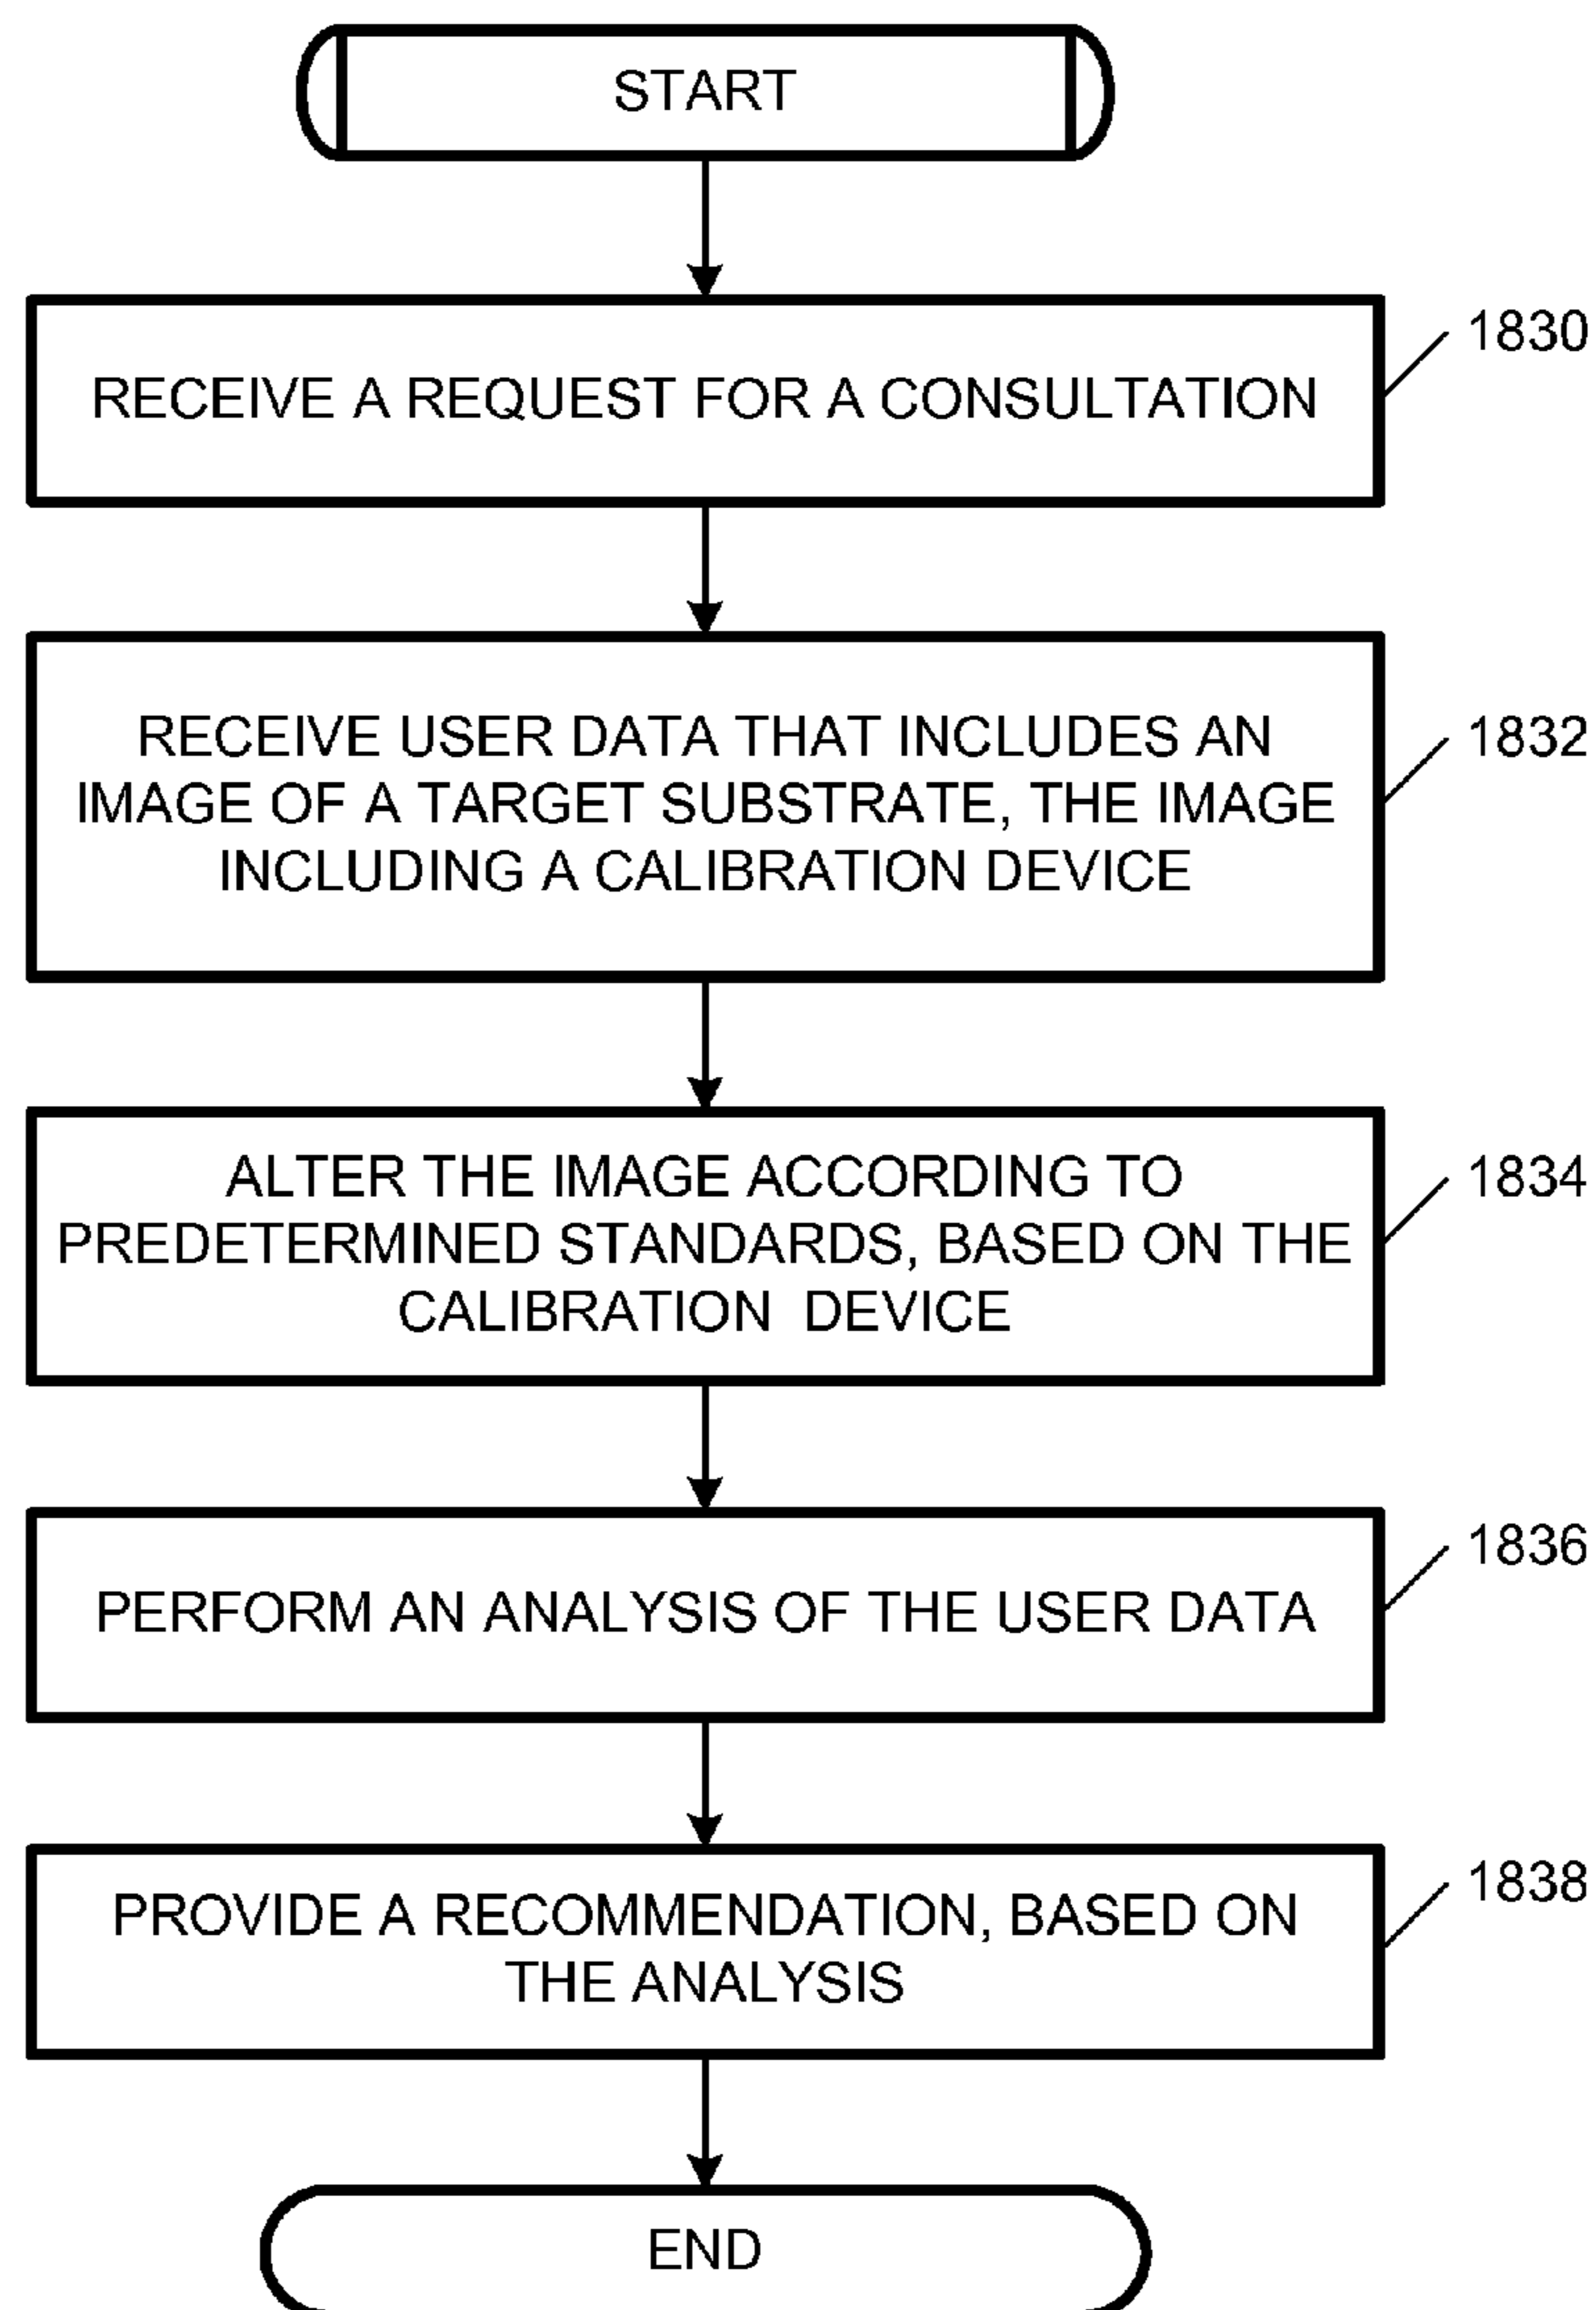 START
RECEIVE A REQUEST FOR A CONSULTATION
1830
RECEIVE USER DATA THAT INCLUDES AN
IMAGE OF A TARGET SUBSTRATE, THE IMAGE
INCLUDING A CALIBRATION DEVICE
1832
ALTER THE IMAGE ACCORDING TO
PREDETERMINED STANDARDS, BASED ON THE
CALIBRATION DEVICE
1834
PERFORM AN ANALYSIS OF THE USER DATA
1836
PROVIDE A RECOMMENDATION, BASED ON
THE ANALYSIS
1838
END